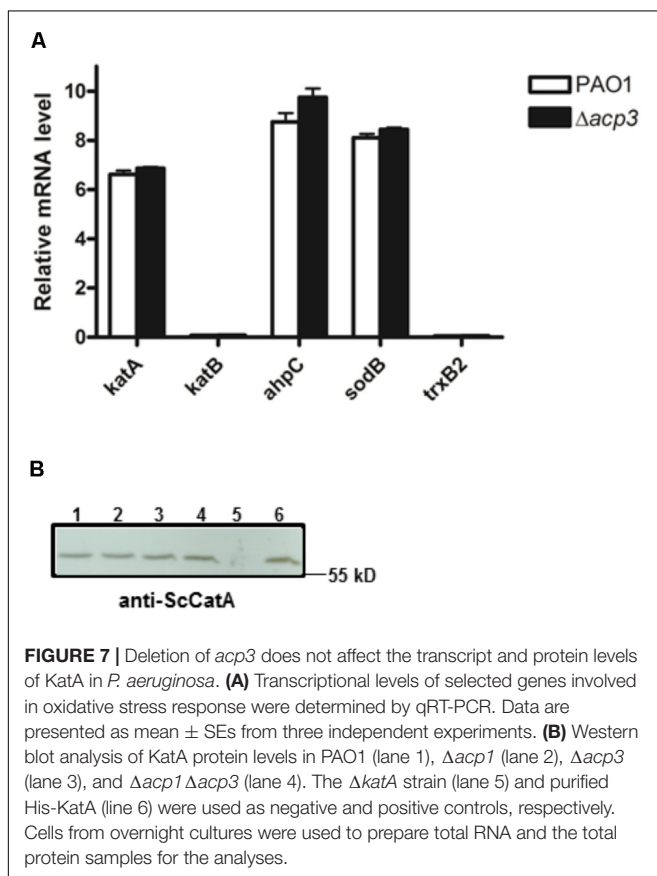 A
PAO1
Δacp3
Relative mRNA level
10
8
6
4
2
0
katA
katB
ahpC
sodB
trxB2
B
1 2 3 4 5 6
55 kD
anti-ScCatA
FIGURE 7 | Deletion of acp3 does not affect the transcript and protein levels
of KatA in P. aeruginosa. (A) Transcriptional levels of selected genes involved
in oxidative stress response were determined by qRT-PCR. Data are
presented as mean ± SEs from three independent experiments. (B) Western
blot analysis of KatA protein levels in PAO1 (lane 1), Δacp1 (lane 2), Δacp3
(lane 3), and Δacp1Δacp3 (lane 4). The ΔkatA strain (lane 5) and purified
His-KatA (line 6) were used as negative and positive controls, respectively.
Cells from overnight cultures were used to prepare total RNA and the total
protein samples for the analyses.